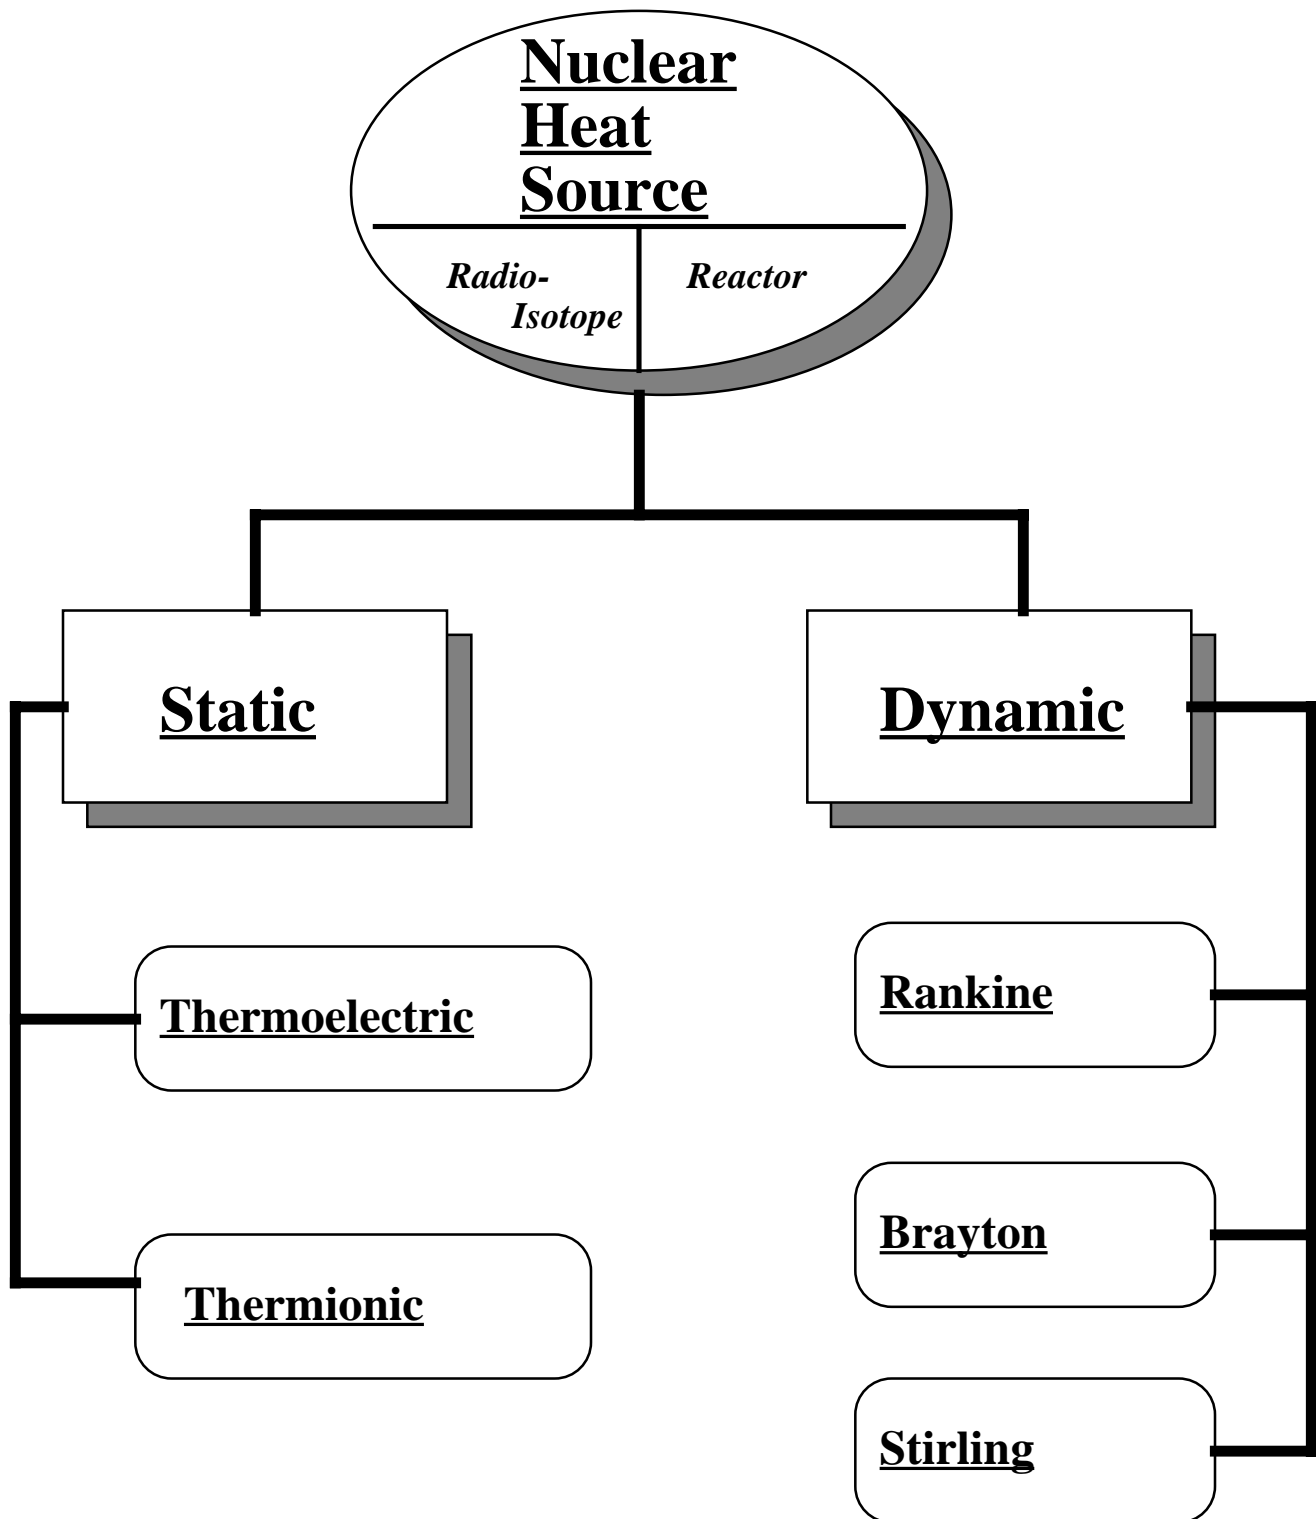 Nuclear
Heat
Source
Radio-
Isotope
Reactor
Static
Dynamic
Thermoelectric
Thermionic
Rankine
Brayton
Stirling